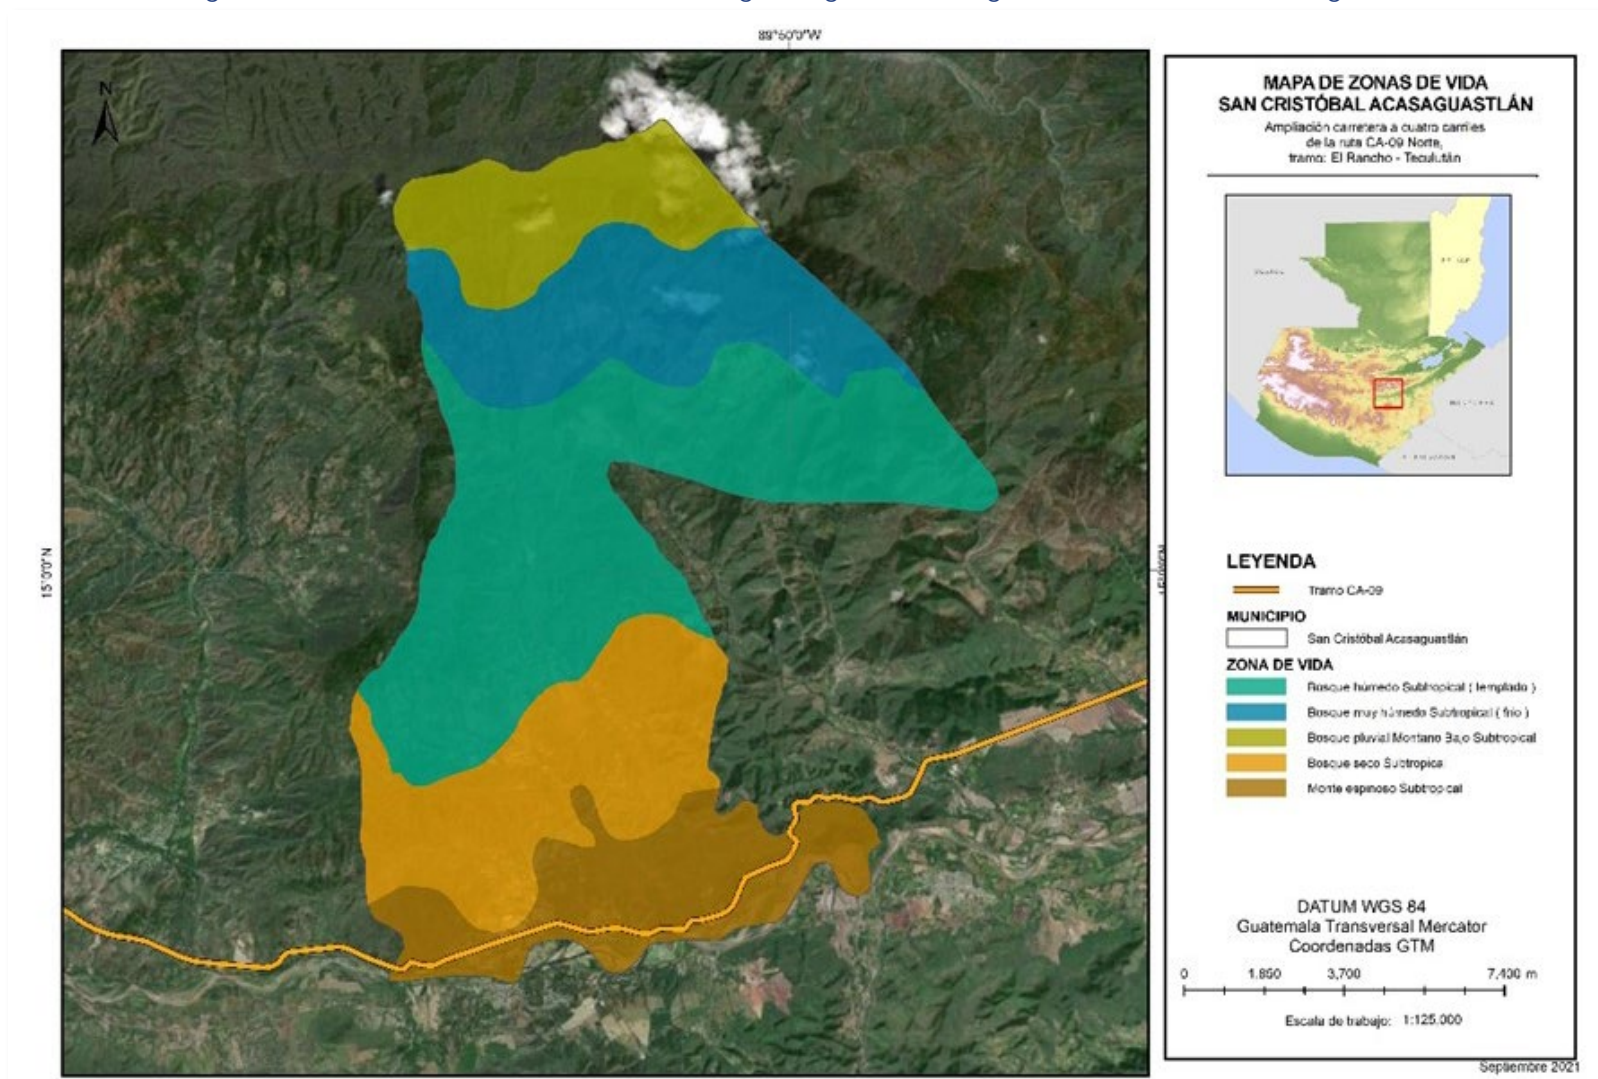 89°50'0"W
N
15°0'0"N
15°0'0"N
MAPA DE ZONAS DE VIDA
SAN CRISTÓBAL ACASAGUASTLÁN
Ampliación carretera a cuatro carriles
de la ruta CA-09 Norte,
tramo: El Rancho - Teculután
LEYENDA
Tramo CA-09
MUNICIPIO
San Cristóbal Acasaguastlán
ZONA DE VIDA
Bosque húmedo Subtropical ( templado )
Bosque muy húmedo Subtropical ( frio )
Bosque pluvial Montano Bajo Subtropical
Bosque seco Subtropical
Monte espinoso Subtropical
DATUM WGS 84
Guatemala Transversal Mercator
Coordenadas GTM
0 1,850 3,700 7,400 m
Escala de trabajo: 1:125,000
Septiembre 2021